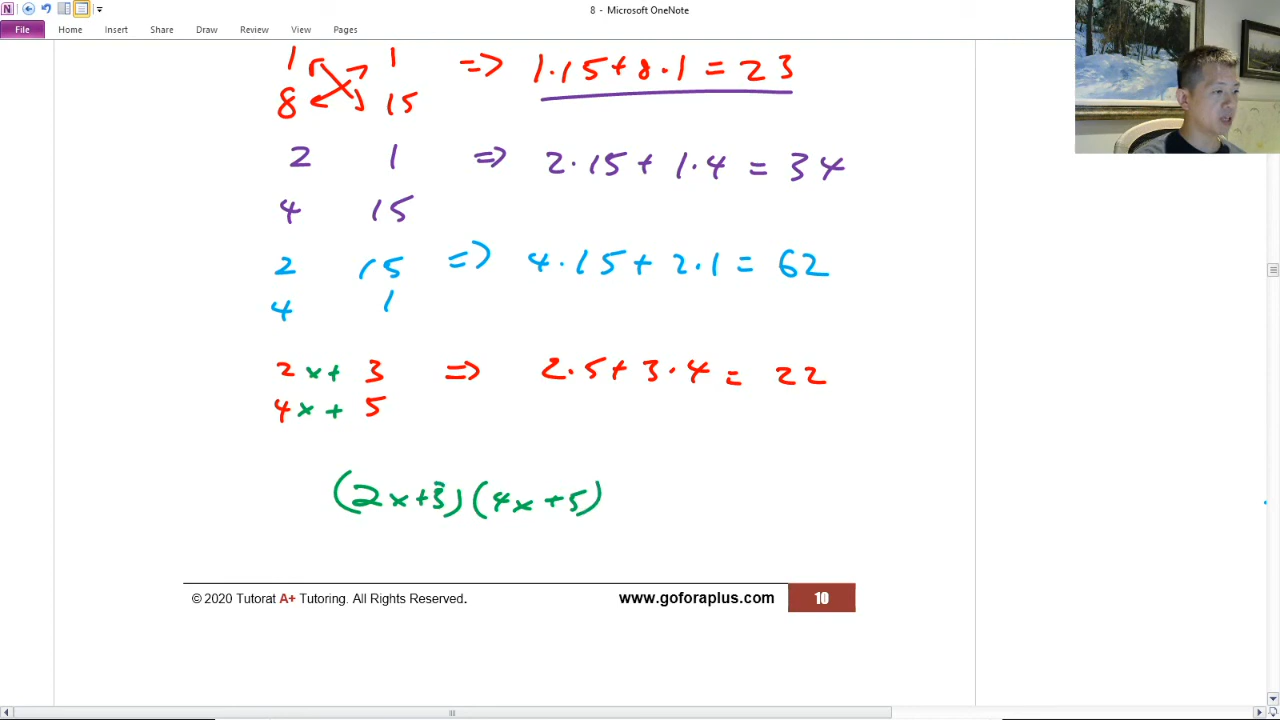 8 - Microsoft OneNote
File Home Insert Share Draw Review View Pages
1 1 => 1·15+8·1 = 23
8 15
2 1 => 2·15 + 1·4 = 34
4 15
2 15 => 4·15 + 2·1 = 62
4 1
2x+ 3 => 2·5+3·4 = 22
4x + 5
(2x+3)(4x+5)
© 2020 Tutorat A+ Tutoring. All Rights Reserved. www.goforaplus.com 10